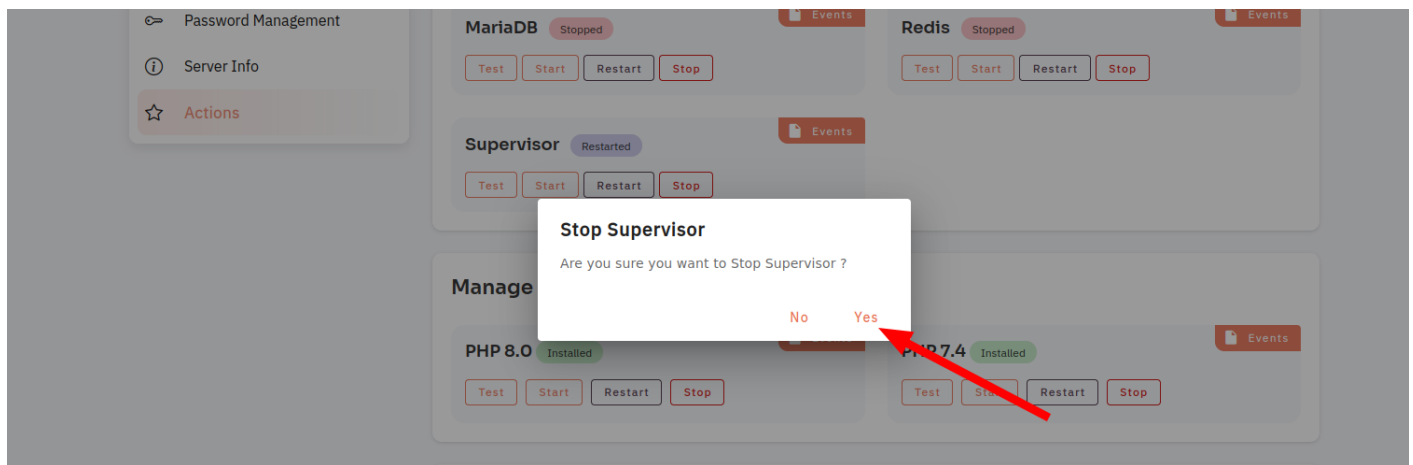 Password Management
Server Info
Actions
MariaDB Stopped
Events
Test Start Restart Stop
Redis Stopped
Events
Test Start Restart Stop
Supervisor Restarted
Events
Test Start Restart Stop
Stop Supervisor
Are you sure you want to Stop Supervisor ?
No Yes
Manage
PHP 8.0 Installed
Test Start Restart Stop
PHP 7.4 Installed
Events
Test Start Restart Stop